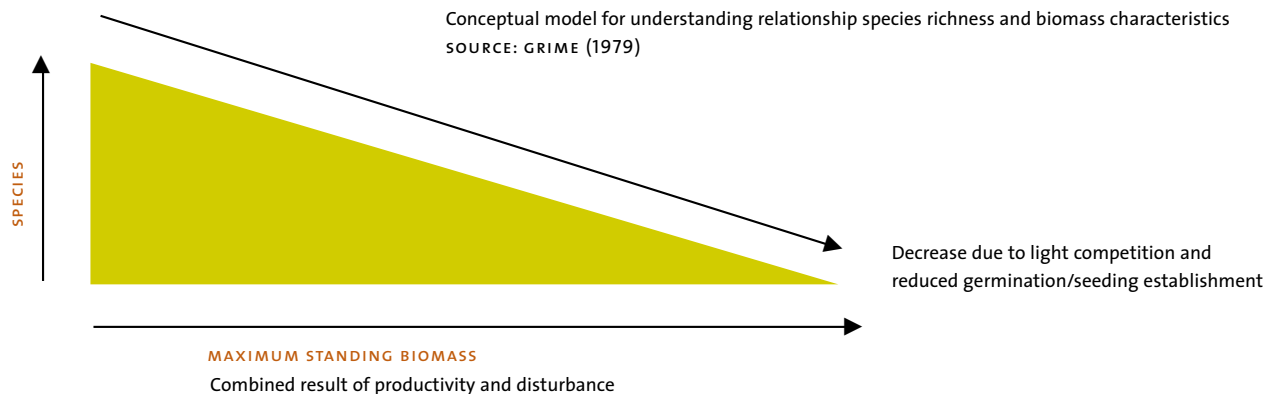 Conceptual model for understanding relationship species richness and biomass characteristics
SOURCE: GRIME (1979)
SPECIES
Decrease due to light competition and
reduced germination/seeding establishment
MAXIMUM STANDING BIOMASS
Combined result of productivity and disturbance